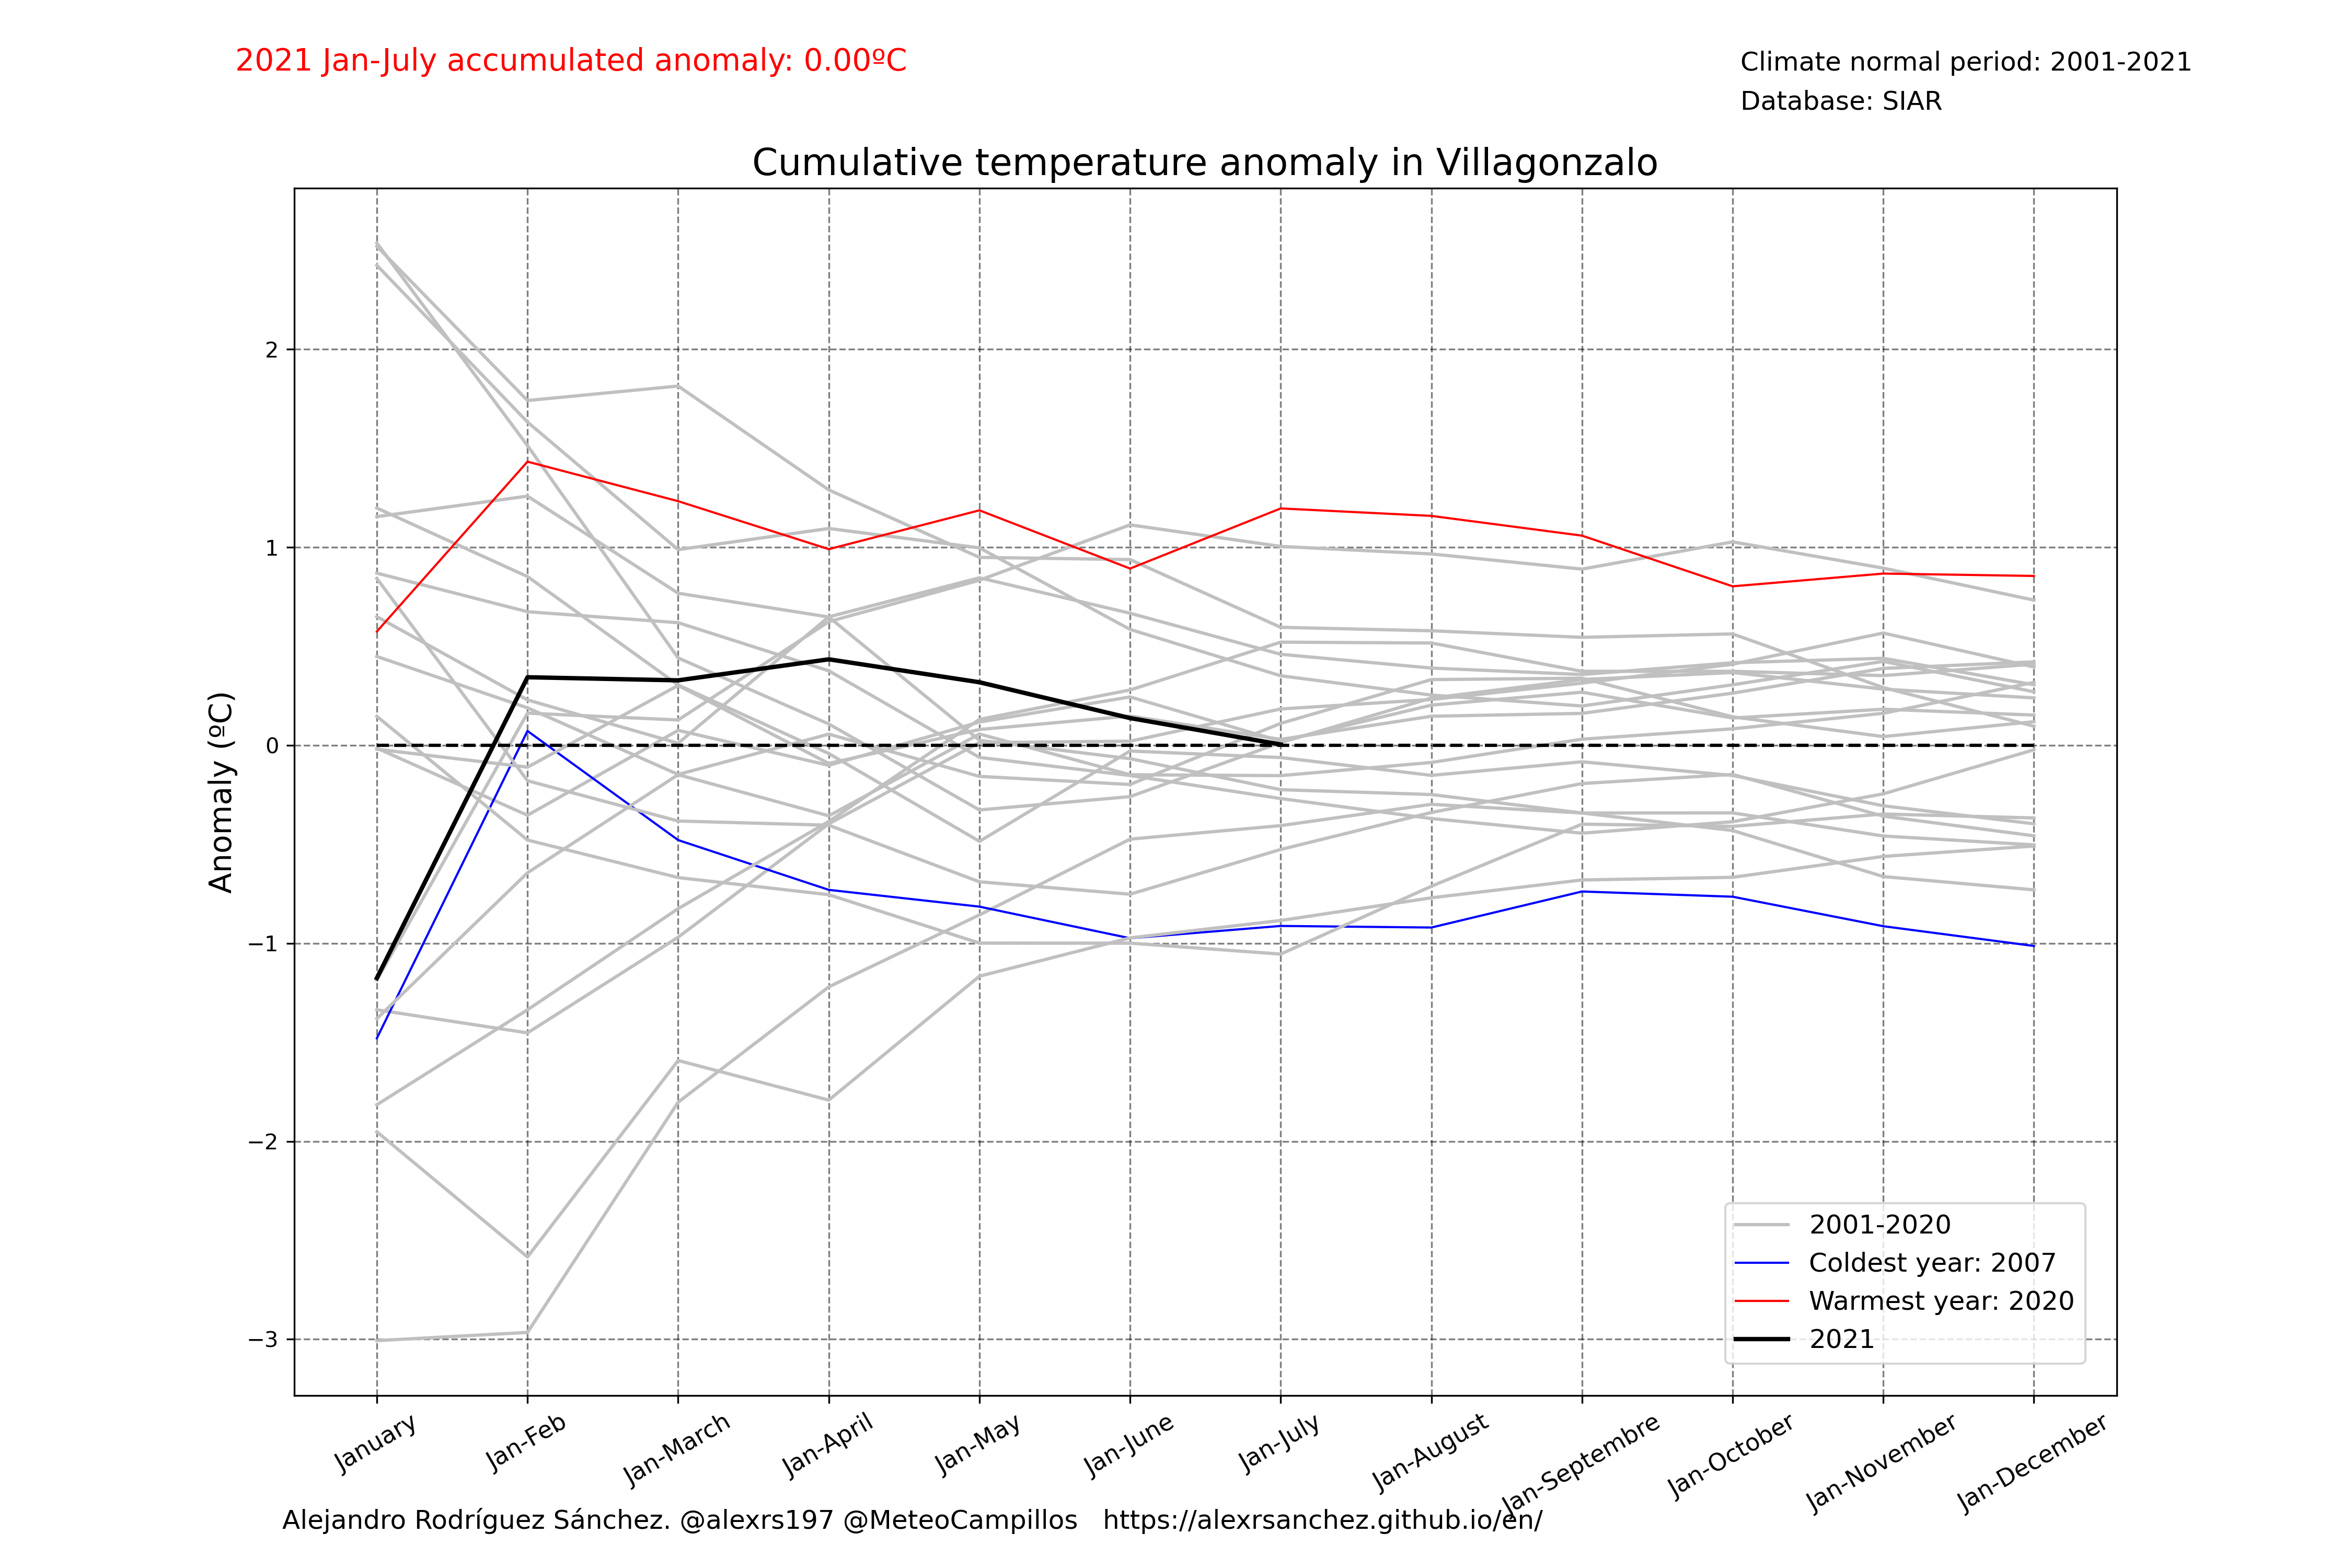 2021 Jan-July accumulated anomaly: 0.00ºC
Climate normal period: 2001-2021
Database: SIAR
Cumulative temperature anomaly in Villagonzalo
Anomaly (ºC)
2
1
0
−1
−2
−3
2001-2020
Coldest year: 2007
Warmest year: 2020
2021
January
Jan-Feb
Jan-March
Jan-April
Jan-May
Jan-June
Jan-July
Jan-August
Jan-Septembre
Jan-October
Jan-November
Jan-December
Alejandro Rodríguez Sánchez. @alexrs197 @MeteoCampillos https://alexrsanchez.github.io/en/